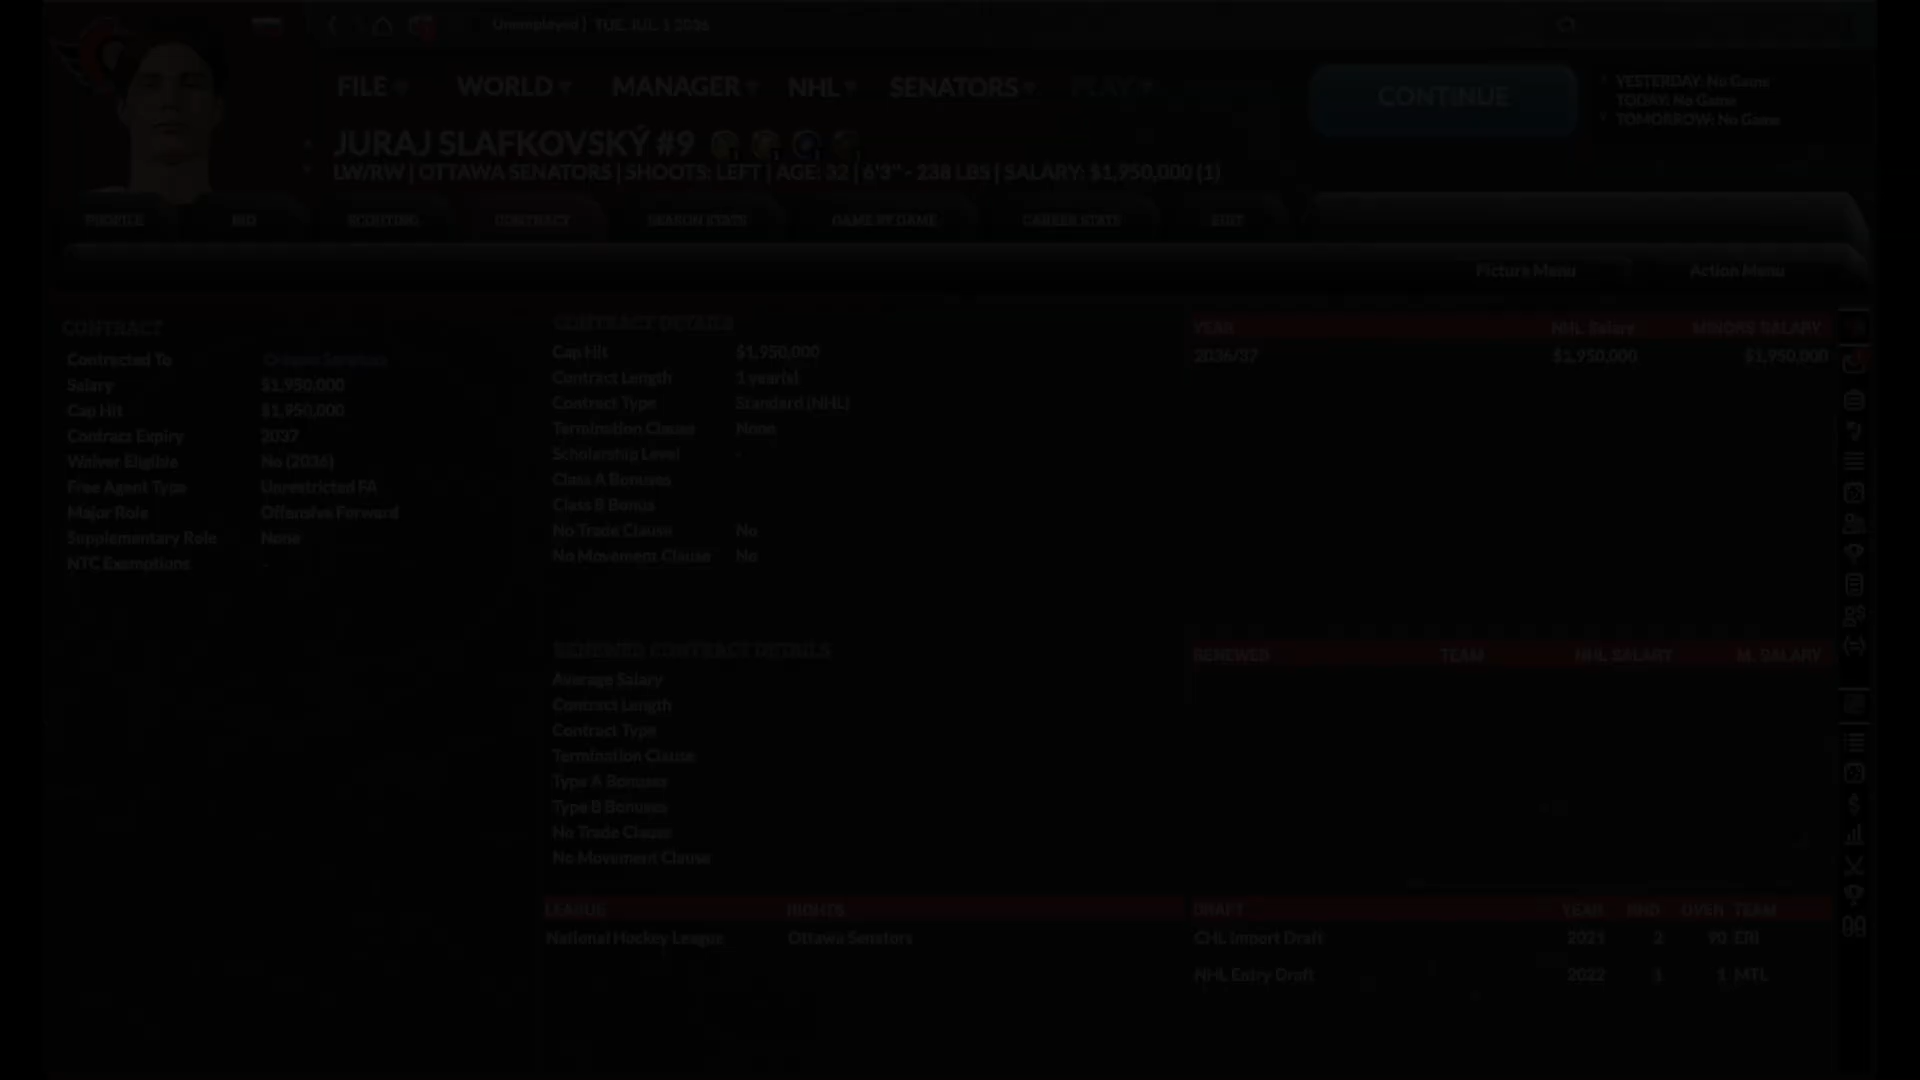 Unemployed | TUE. JUL. 1 2036
FILE WORLD MANAGER NHL SENATORS PLAY
CONTINUE
YESTERDAY: No Game
TODAY: No Game
TOMORROW: No Game
JURAJ SLAFKOVSKÝ #9
LW/RW | OTTAWA SENATORS | SHOOTS: LEFT | AGE: 32 | 6'3" - 238 LBS | SALARY: $1,950,000 (1)
PROFILE BIO SCOUTING CONTRACT SEASON STATS GAME BY GAME CAREER STATS EDIT
Picture Menu Action Menu
CONTRACT
Contracted To Ottawa Senators
Salary $1,950,000
Cap Hit $1,950,000
Contract Expiry 2037
Waiver Eligible No (2036)
Free Agent Type Unrestricted FA
Major Role Offensive Forward
Supplementary Role None
NTC Exemptions -
CONTRACT DETAILS
Cap Hit $1,950,000
Contract Length 1 year(s)
Contract Type Standard (NHL)
Termination Clause None
Scholarship Level -
Class A Bonuses
Class B Bonus
No Trade Clause No
No Movement Clause No
YEAR NHL Salary MINORS SALARY
2036/37 $1,950,000 $1,950,000
RENEWED CONTRACT DETAILS
Average Salary
Contract Length
Contract Type
Termination Clause
Type A Bonuses
Type B Bonuses
No Trade Clause
No Movement Clause
RENEWED TEAM NHL SALARY M. SALARY
LEAGUE RIGHTS
National Hockey League Ottawa Senators
DRAFT YEAR RND OVER TEAM
CHL Import Draft 2021 2 90 ERI
NHL Entry Draft 2022 1 1 MTL